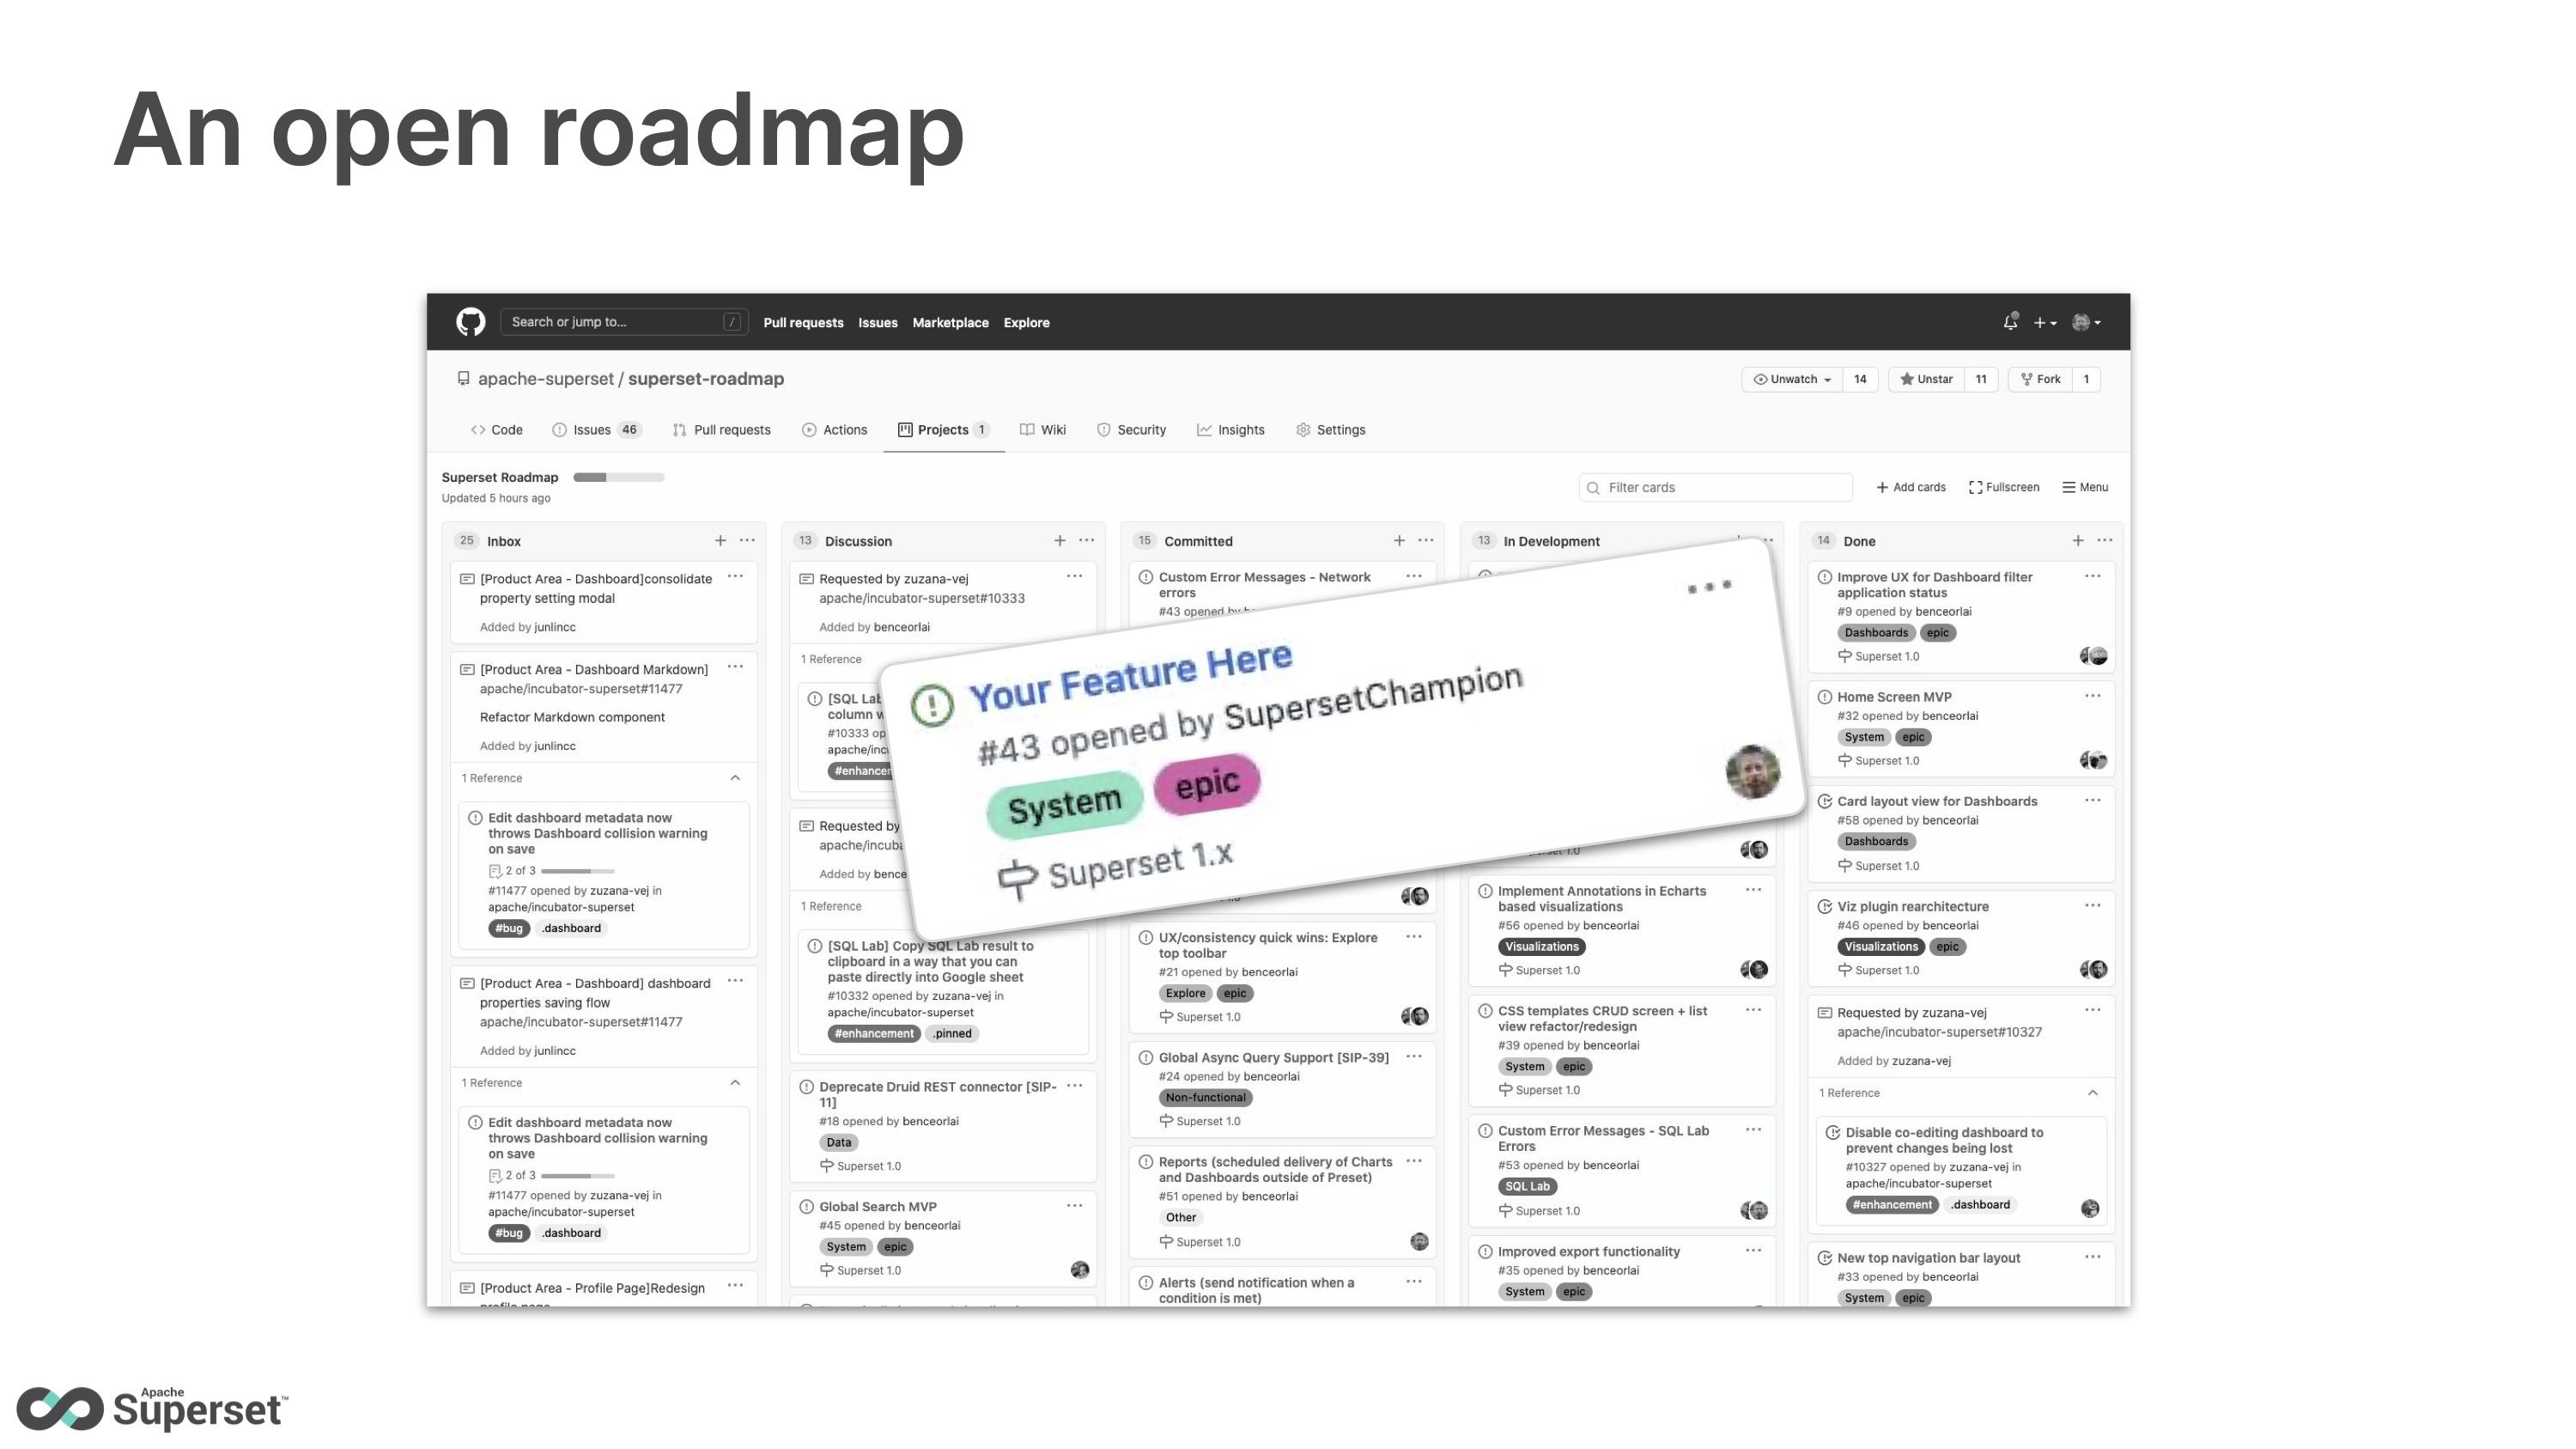 An open roadmap
Search or jump to... /
Pull requests Issues Marketplace Explore
apache-superset / superset-roadmap
Unwatch 14 Unstar 11 Fork 1
Code Issues 46 Pull requests Actions Projects 1 Wiki Security Insights Settings
Superset Roadmap
Updated 5 hours ago
Filter cards
Add cards Fullscreen Menu
25 Inbox
[Product Area - Dashboard]consolidate
property setting modal
Added by junlincc
[Product Area - Dashboard Markdown]
apache/incubator-superset#11477
Refactor Markdown component
Added by junlincc
1 Reference
Edit dashboard metadata now
throws Dashboard collision warning
on save
2 of 3
#11477 opened by zuzana-vej in
apache/incubator-superset
#bug .dashboard
[Product Area - Dashboard] dashboard
properties saving flow
apache/incubator-superset#11477
Added by junlincc
1 Reference
Edit dashboard metadata now
throws Dashboard collision warning
on save
2 of 3
#11477 opened by zuzana-vej in
apache/incubator-superset
#bug .dashboard
[Product Area - Profile Page]Redesign
13 Discussion
Requested by zuzana-vej
apache/incubator-superset#10333
Added by benceorlai
1 Reference
[SQL Lab
column
#10333
#enhancem
Requested by
Added by
1 Reference
[SQL Lab] Copy SQL Lab result to
clipboard in a way that you can
paste directly into Google sheet
#10332 opened by zuzana-vej in
apache/incubator-superset
#enhancement .pinned
Deprecate Druid REST connector [SIP-
11]
#18 opened by benceorlai
Data
Superset 1.0
Global Search MVP
#45 opened by benceorlai
System epic
Superset 1.0
15 Committed
Custom Error Messages - Network
errors
#43 opened
UX/consistency quick wins: Explore
top toolbar
#21 opened by benceorlai
Explore epic
Superset 1.0
Global Async Query Support [SIP-39]
#24 opened by benceorlai
Non-functional
Superset 1.0
Reports (scheduled delivery of Charts
and Dashboards outside of Preset)
#51 opened by benceorlai
Other
Superset 1.0
Alerts (send notification when a
condition is met)
13 In Development
Implement Annotations in Echarts
based visualizations
#56 opened by benceorlai
Visualizations
Superset 1.0
CSS templates CRUD screen + list
view refactor/redesign
#39 opened by benceorlai
System epic
Superset 1.0
Custom Error Messages - SQL Lab
Errors
#53 opened by benceorlai
SQL Lab
Superset 1.0
Improved export functionality
#35 opened by benceorlai
System epic
14 Done
Improve UX for Dashboard filter
application status
#9 opened by benceorlai
Dashboards epic
Superset 1.0
Home Screen MVP
#32 opened by benceorlai
System epic
Superset 1.0
Card layout view for Dashboards
#58 opened by benceorlai
Dashboards
Superset 1.0
Viz plugin rearchitecture
#46 opened by benceorlai
Visualizations epic
Superset 1.0
Requested by zuzana-vej
apache/incubator-superset#10327
Added by zuzana-vej
1 Reference
Disable co-editing dashboard to
prevent changes being lost
#10327 opened by zuzana-vej in
apache/incubator-superset
#enhancement .dashboard
New top navigation bar layout
#33 opened by benceorlai
System epic
Your Feature Here
#43 opened by SupersetChampion
System epic
Superset 1.x
Apache
Superset™